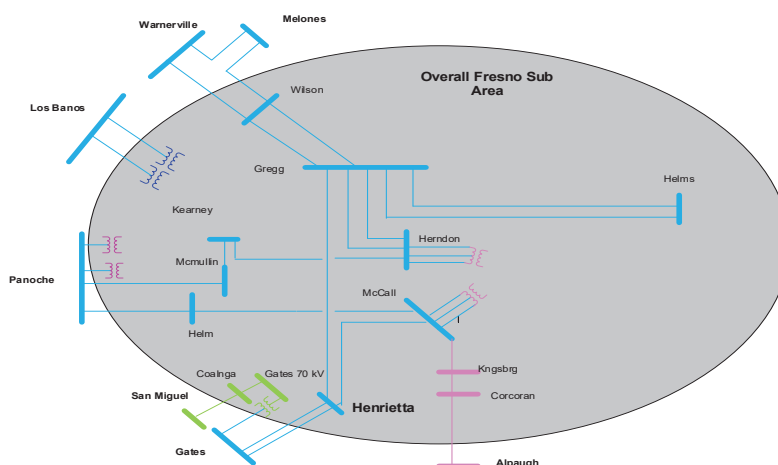 Melones
Warnerville
Overall Fresno Sub
Area
Wilson
Los Banos
Gregg
Helms
Kearney
Herndon
Mcmullin
Panoche
McCall
Helm
Kngsbrg
Coalnga
Gates 70 kV
San Miguel
Corcoran
Henrietta
Gates
Alpaugh